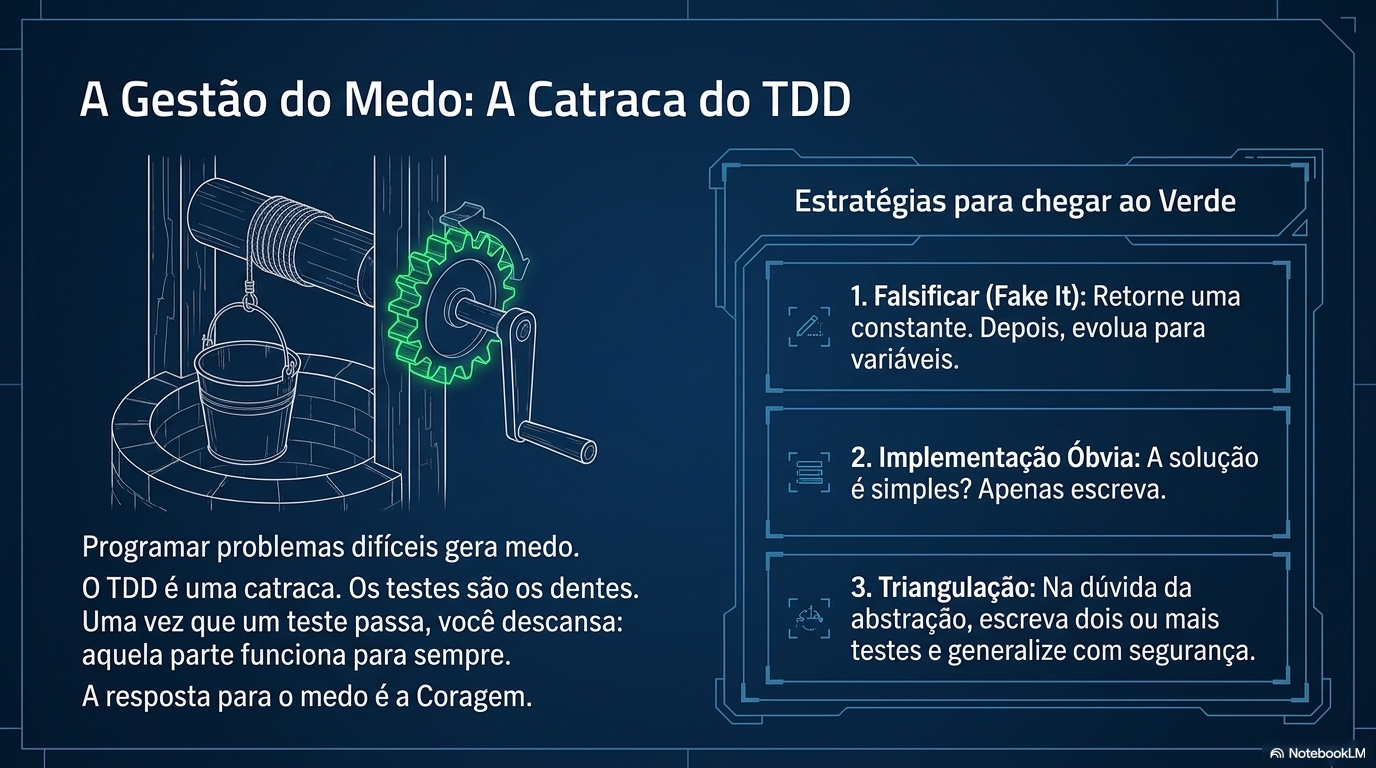 A Gestão do Medo: A Catraca do TDD
Programar problemas difíceis gera medo.
O TDD é uma catraca. Os testes são os dentes.
Uma vez que um teste passa, você descansa:
aquela parte funciona para sempre.
A resposta para o medo é a Coragem.
Estratégias para chegar ao Verde
1. Falsificar (Fake It): Retorne uma
constante. Depois, evolua para
variáveis.
2. Implementação Óbvia: A solução
é simples? Apenas escreva.
3. Triangulação: Na dúvida da
abstração, escreva dois ou mais
testes e generalize com segurança.
NotebookLM